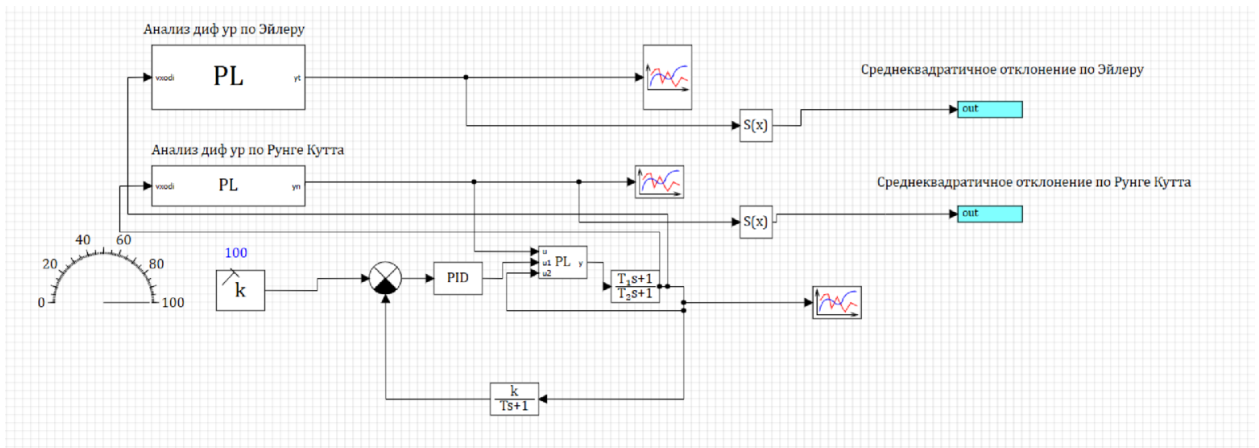 Анализ диф ур по Эйлеру
vxodi PL yt
Среднеквадратичное отклонение по Эйлеру
out
S(x)
Анализ диф ур по Рунге Кутта
vxodi PL yn
Среднеквадратичное отклонение по Рунге Кутта
out
S(x)
0 20 40 60 80 100
100
k
PID
u
u1 PL y
u2
T₁s+1
T₂s+1
k
Ts+1